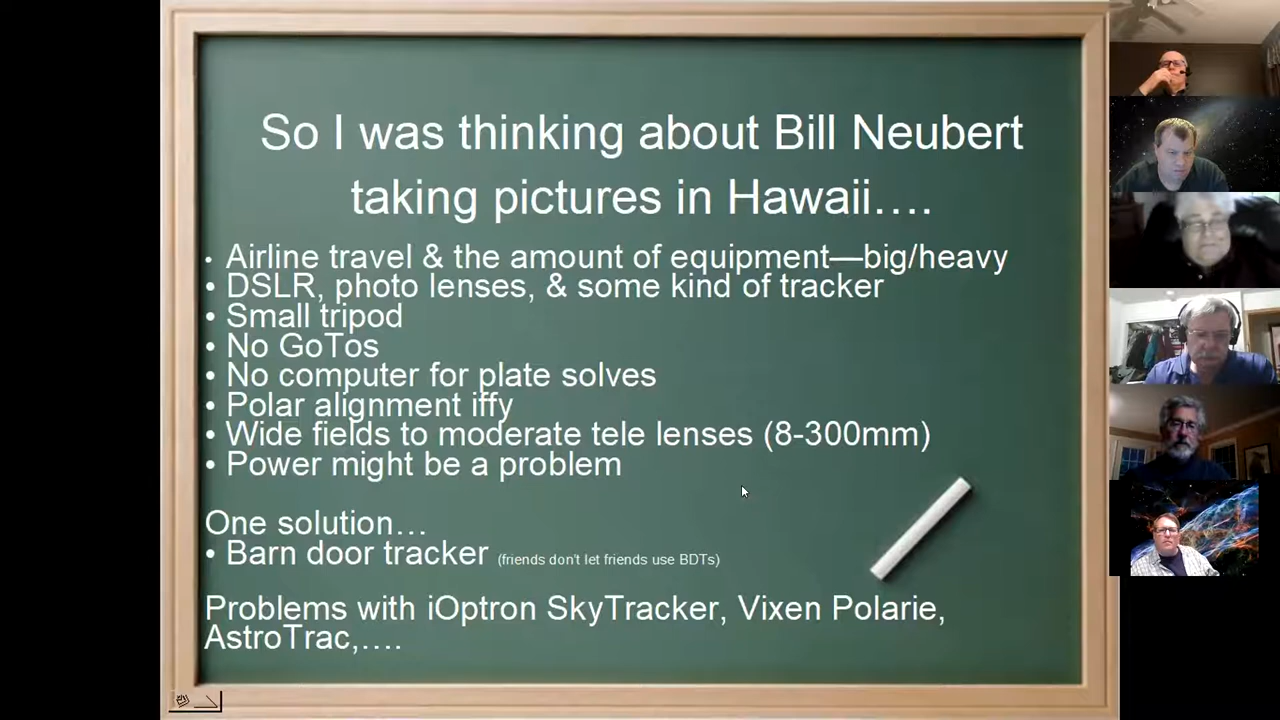 So I was thinking about Bill Neubert
taking pictures in Hawaii….
• Airline travel & the amount of equipment—big/heavy
• DSLR, photo lenses, & some kind of tracker
• Small tripod
• No GoTos
• No computer for plate solves
• Polar alignment iffy
• Wide fields to moderate tele lenses (8-300mm)
• Power might be a problem
One solution…
• Barn door tracker (friends don't let friends use BDTs)
Problems with iOptron SkyTracker, Vixen Polarie,
AstroTrac,….